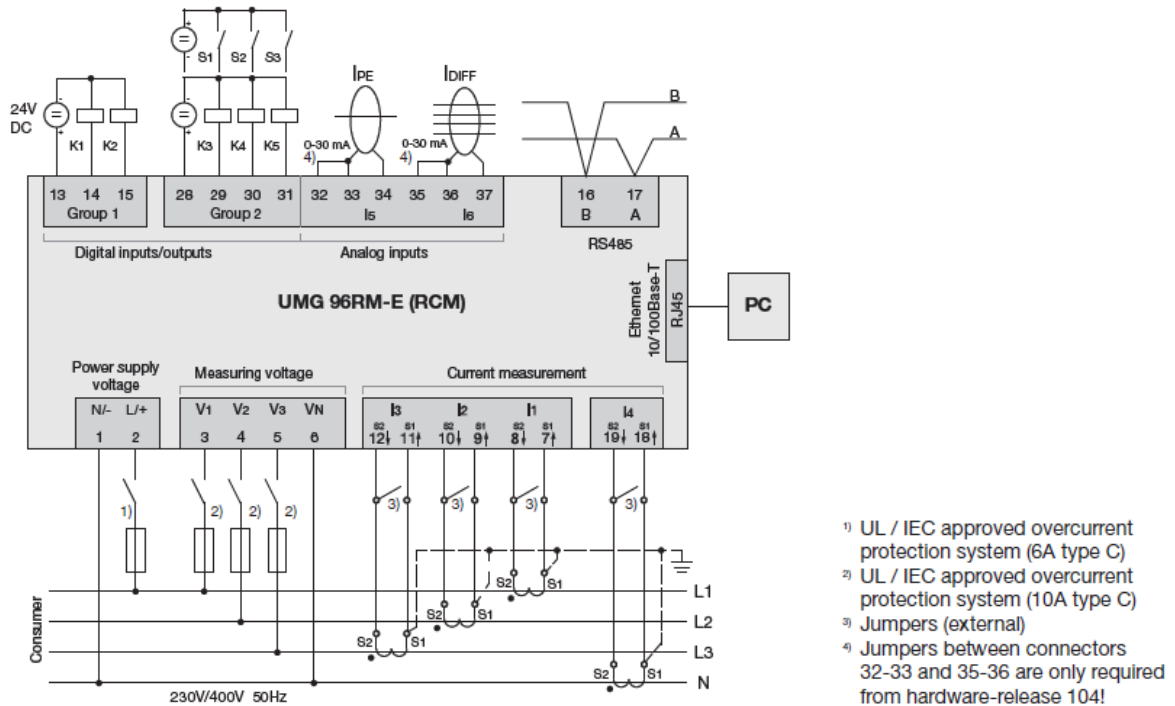 S1 S2 S3
24V
DC
K1 K2
K3 K4 K5
IPE
IDIFF
0-30 mA
4)
0-30 mA
4)
B
A
13 14 15
Group 1
28 29 30 31
Group 2
32 33 34 35 36 37
I5 I6
16 17
B A
RS485
Digital inputs/outputs
Analog inputs
UMG 96RM-E (RCM)
Ethernet
10/100Base-T
RJ45
PC
Power supply
voltage
Measuring voltage
Current measurement
N/- L/+
1 2
V1 V2 V3 VN
3 4 5 6
I3 I2 I1
S2 S1 S2 S1 S2 S1
12 11 10 9 8 7
I4
S2 S1
19 18
1) 2) 2) 2)
3) 3) 3) 3)
S2 S1
L1
S2 S1
L2
S2 S1
L3
S2 S1
N
Consumer
230V/400V 50Hz
1) UL / IEC approved overcurrent
protection system (6A type C)
2) UL / IEC approved overcurrent
protection system (10A type C)
3) Jumpers (external)
4) Jumpers between connectors
32-33 and 35-36 are only required
from hardware-release 104!